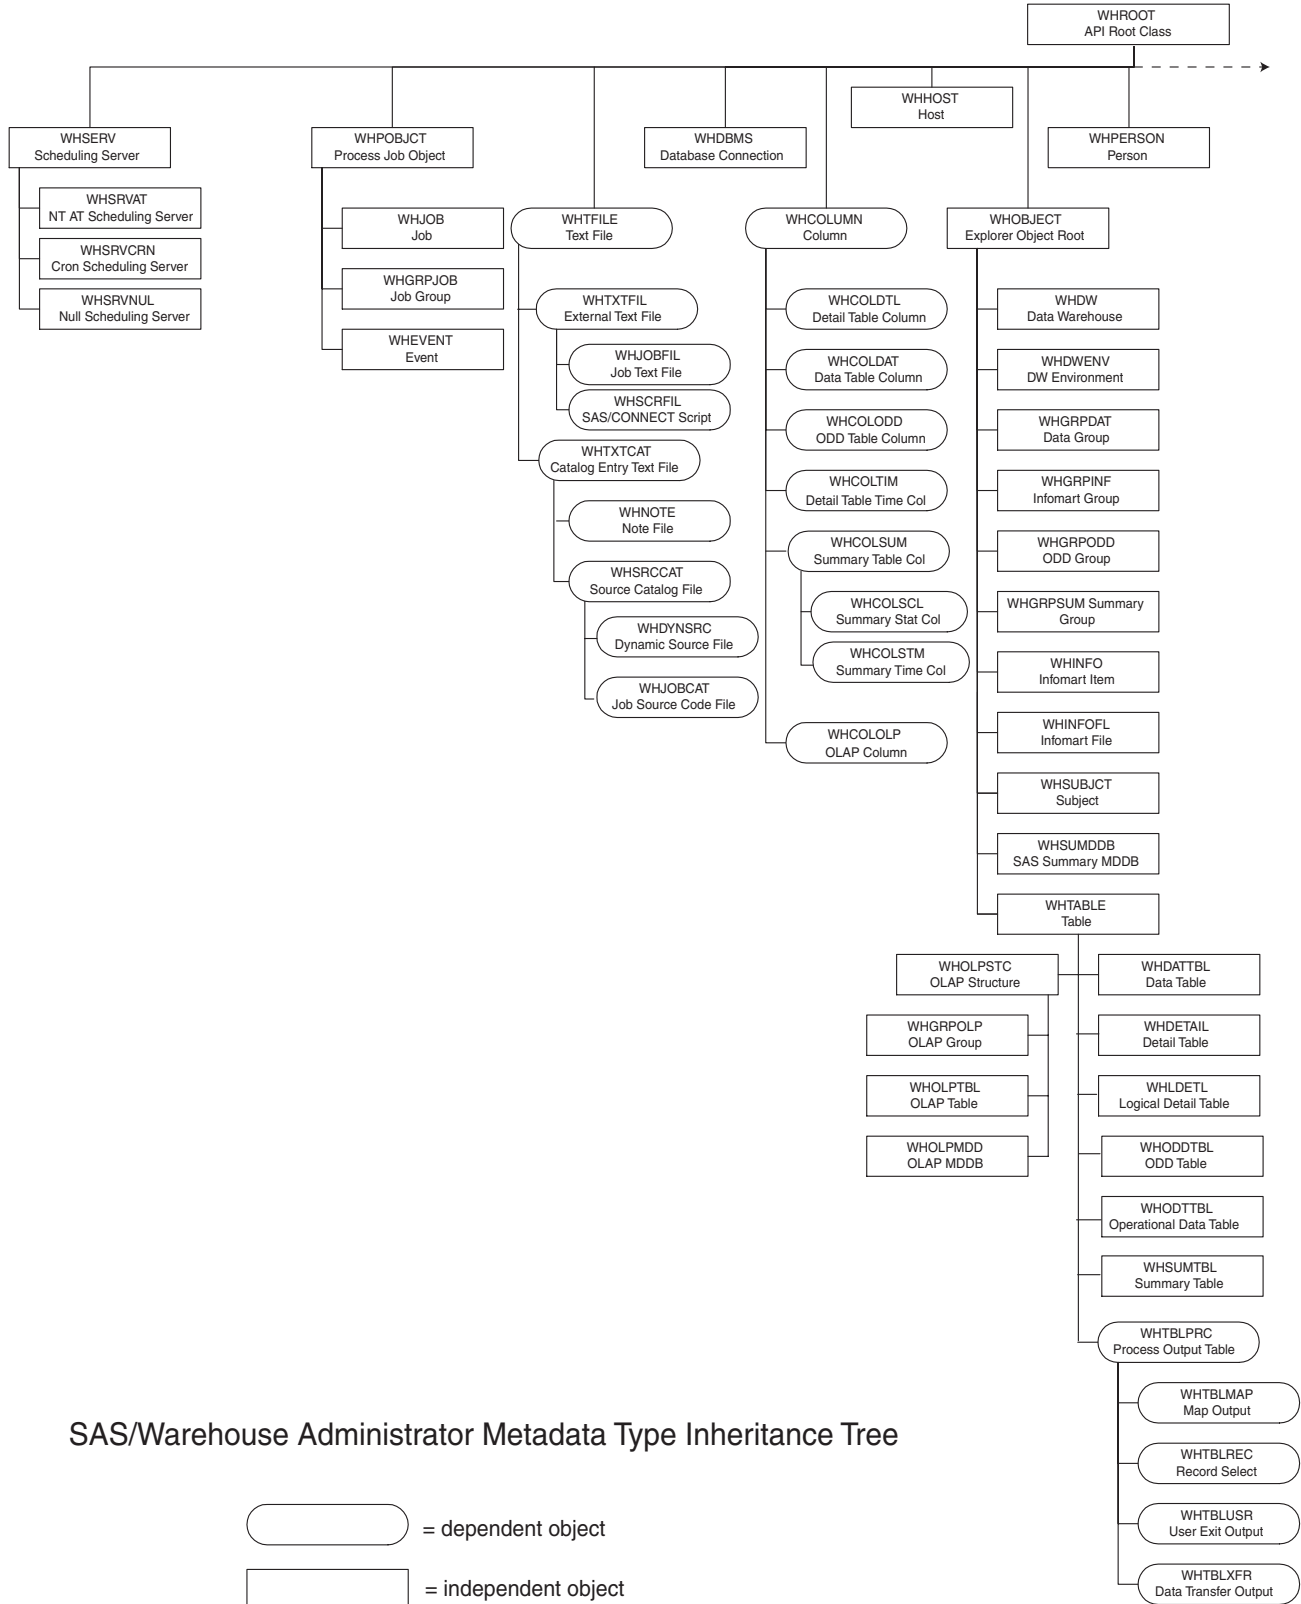 WHROOT
API Root Class
WHHOST
Host
WHSERV
Scheduling Server
WHPOBJCT
Process Job Object
WHDBMS
Database Connection
WHPERSON
Person
WHSRVAT
NT AT Scheduling Server
WHSRVCRN
Cron Scheduling Server
WHSRVNUL
Null Scheduling Server
WHJOB
Job
WHGRPJOB
Job Group
WHEVENT
Event
WHTFILE
Text File
WHTXTFIL
External Text File
WHJOBFIL
Job Text File
WHSCRFIL
SAS/CONNECT Script
WHTXTCAT
Catalog Entry Text File
WHNOTE
Note File
WHSRCCAT
Source Catalog File
WHDYNSRC
Dynamic Source File
WHJOBCAT
Job Source Code File
WHCOLUMN
Column
WHCOLDTL
Detail Table Column
WHCOLDAT
Data Table Column
WHCOLODD
ODD Table Column
WHCOLTIM
Detail Table Time Col
WHCOLSUM
Summary Table Col
WHCOLSCL
Summary Stat Col
WHCOLSTM
Summary Time Col
WHCOLOLP
OLAP Column
WHOBJECT
Explorer Object Root
WHDW
Data Warehouse
WHDWENV
DW Environment
WHGRPDAT
Data Group
WHGRPINF
Infomart Group
WHGRPODD
ODD Group
WHGRPSUM Summary
Group
WHINFO
Infomart Item
WHINFOFL
Infomart File
WHSUBJCT
Subject
WHSUMDDB
SAS Summary MDDB
WHTABLE
Table
WHOLPSTC
OLAP Structure
WHGRPOLP
OLAP Group
WHOLPTBL
OLAP Table
WHOLPMDD
OLAP MDDB
WHDATTBL
Data Table
WHDETAIL
Detail Table
WHLDETL
Logical Detail Table
WHODDTBL
ODD Table
WHODTTBL
Operational Data Table
WHSUMTBL
Summary Table
WHTBLPRC
Process Output Table
WHTBLMAP
Map Output
WHTBLREC
Record Select
WHTBLUSR
User Exit Output
WHTBLXFR
Data Transfer Output
SAS/Warehouse Administrator Metadata Type Inheritance Tree
= dependent object
= independent object